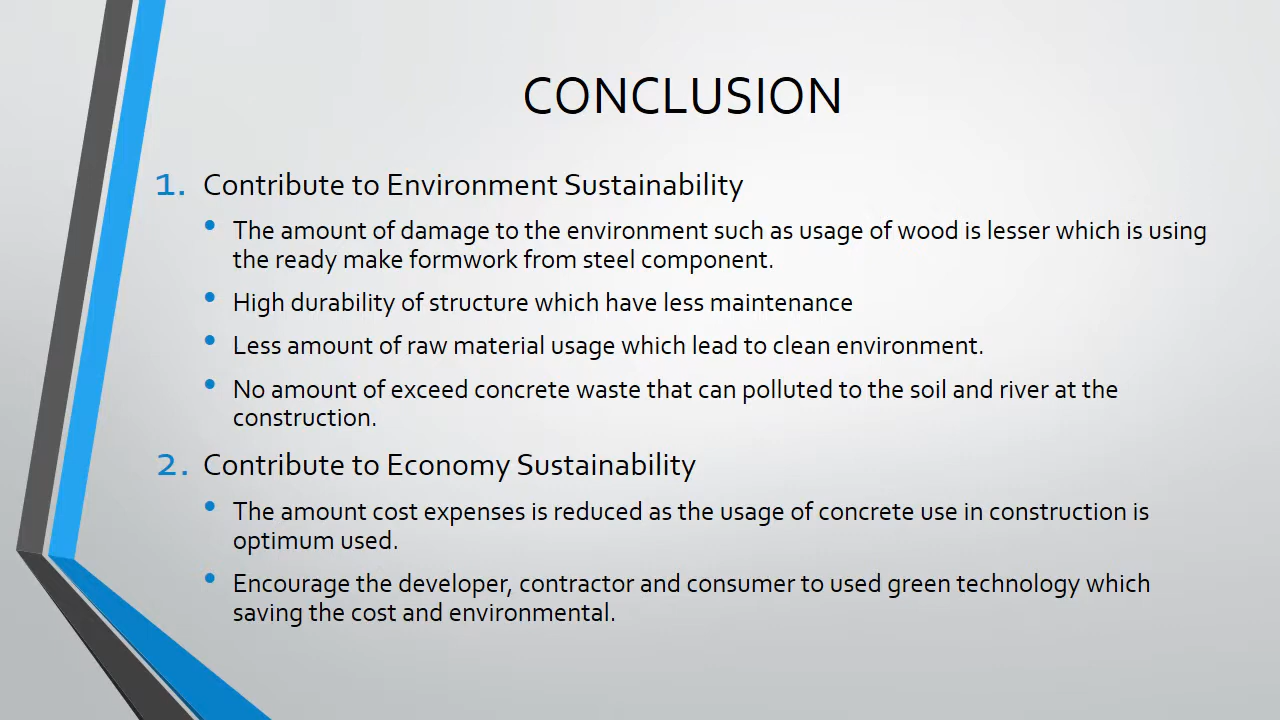 CONCLUSION
1. Contribute to Environment Sustainability
• The amount of damage to the environment such as usage of wood is lesser which is using
the ready make formwork from steel component.
• High durability of structure which have less maintenance
• Less amount of raw material usage which lead to clean environment.
• No amount of exceed concrete waste that can polluted to the soil and river at the
construction.
2. Contribute to Economy Sustainability
• The amount cost expenses is reduced as the usage of concrete use in construction is
optimum used.
• Encourage the developer, contractor and consumer to used green technology which
saving the cost and environmental.